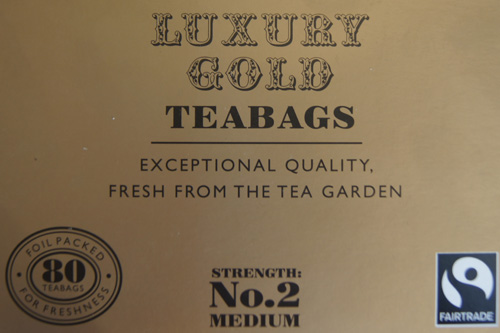 LUXURY
GOLD
TEABAGS
EXCEPTIONAL QUALITY,
FRESH FROM THE TEA GARDEN
FOIL PACKED
80
TEABAGS
FOR FRESHNESS
STRENGTH:
No.2
MEDIUM
FAIRTRADE